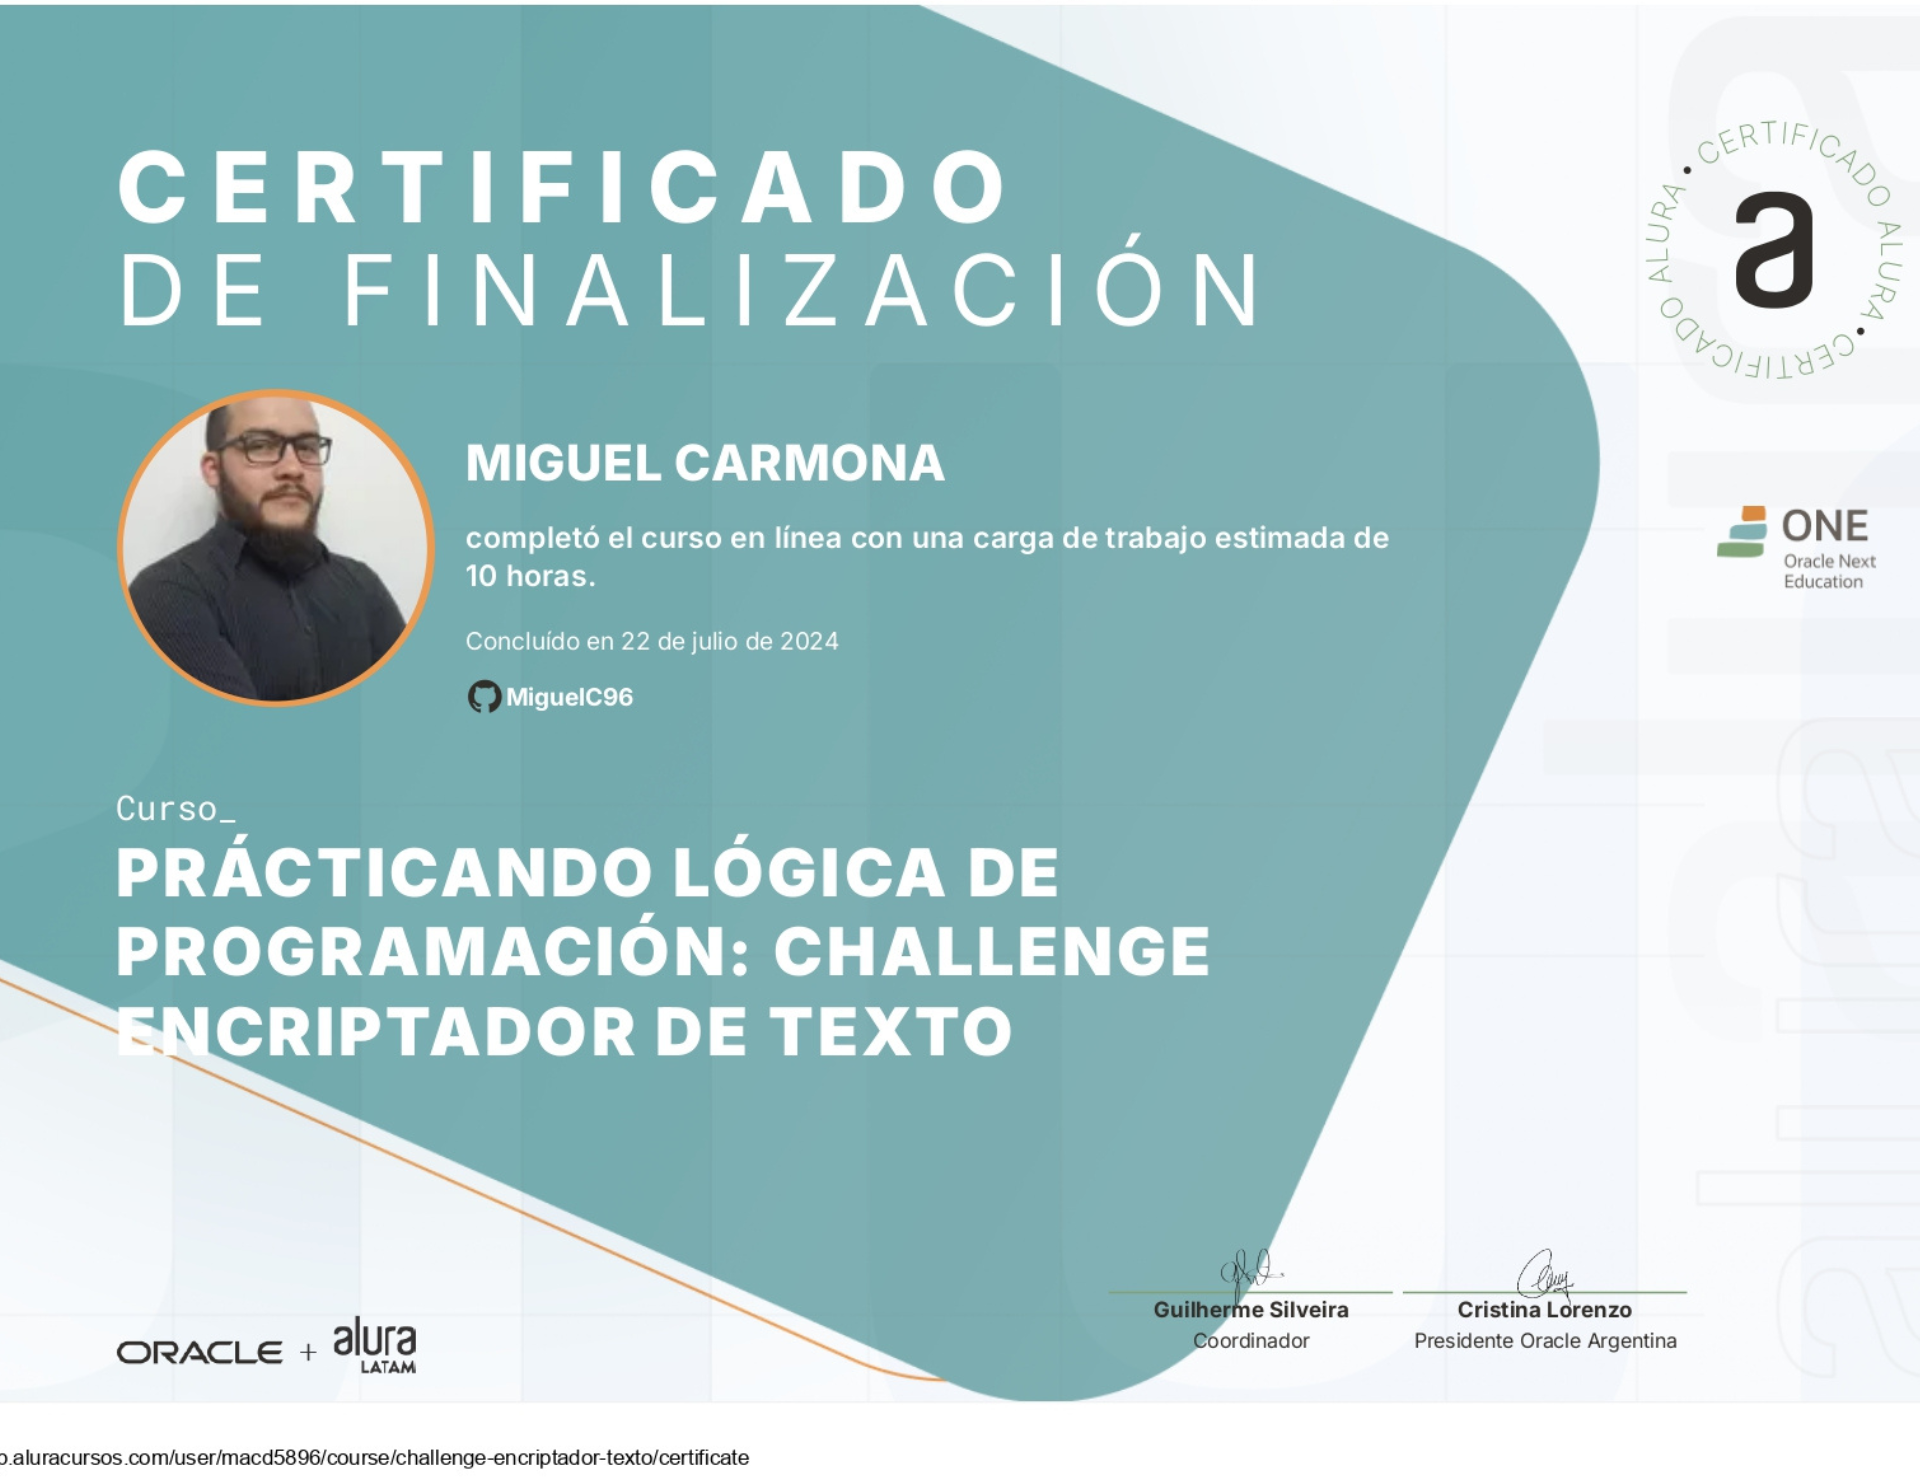 CERTIFICADO
DE FINALIZACIÓN
• CERTIFICADO ALURA • CERTIFICADO ALURA
a
MIGUEL CARMONA
completó el curso en línea con una carga de trabajo estimada de
10 horas.
Concluído en 22 de julio de 2024
MiguelC96
ONE
Oracle Next
Education
Curso_
PRÁCTICANDO LÓGICA DE
PROGRAMACIÓN: CHALLENGE
ENCRIPTADOR DE TEXTO
Guilherme Silveira
Coordinador
Cristina Lorenzo
Presidente Oracle Argentina
ORACLE + alura
LATAM
alura
alura
.aluracursos.com/user/macd5896/course/challenge-encriptador-texto/certificate